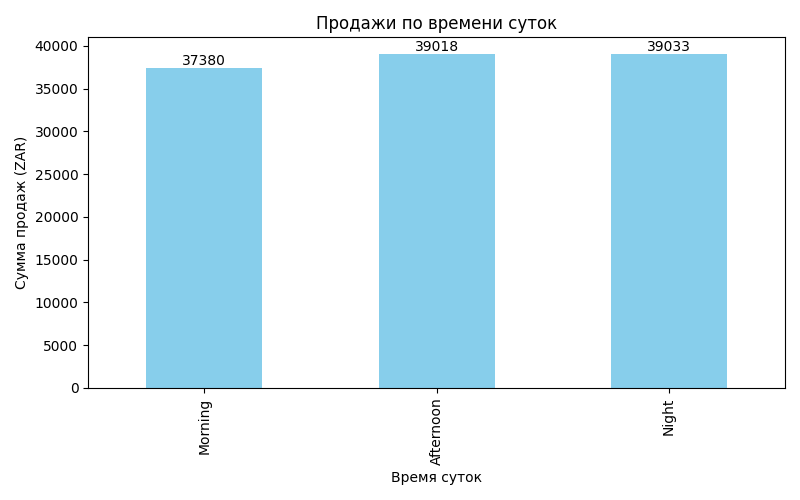 Продажи по времени суток
Сумма продаж (ZAR)
40000
35000
30000
25000
20000
15000
10000
5000
0
37380
39018
39033
Morning
Afternoon
Night
Время суток